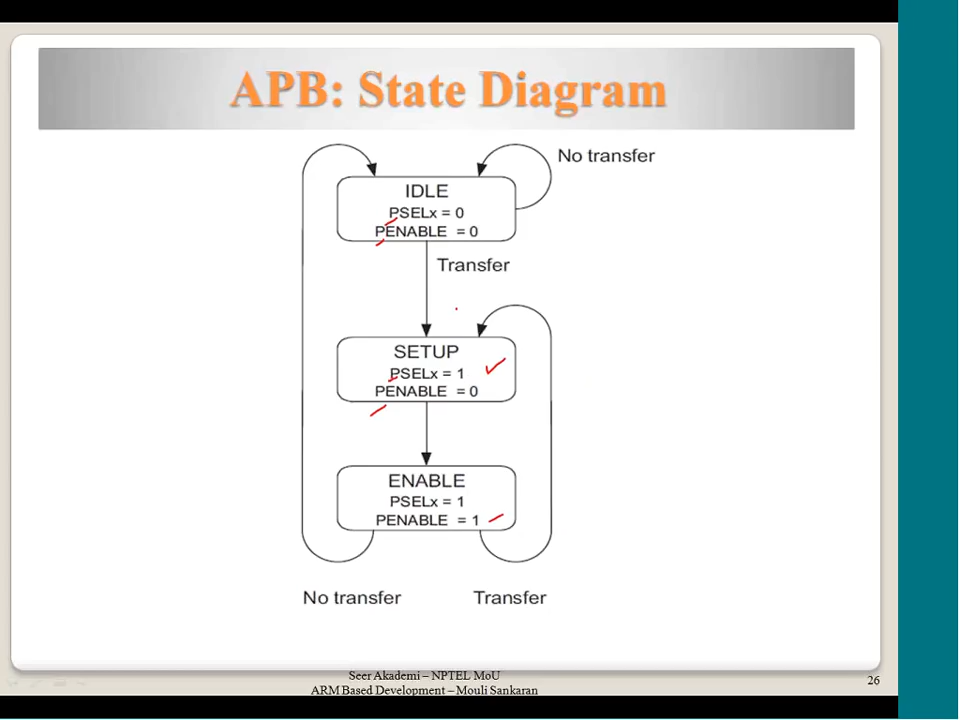 APB: State Diagram
No transfer
IDLE
PSELx = 0
PENABLE = 0
Transfer
SETUP
PSELx = 1
PENABLE = 0
ENABLE
PSELx = 1
PENABLE = 1
No transfer
Transfer
Seer Akademi – NPTEL MoU
ARM Based Development – Mouli Sankaran
26